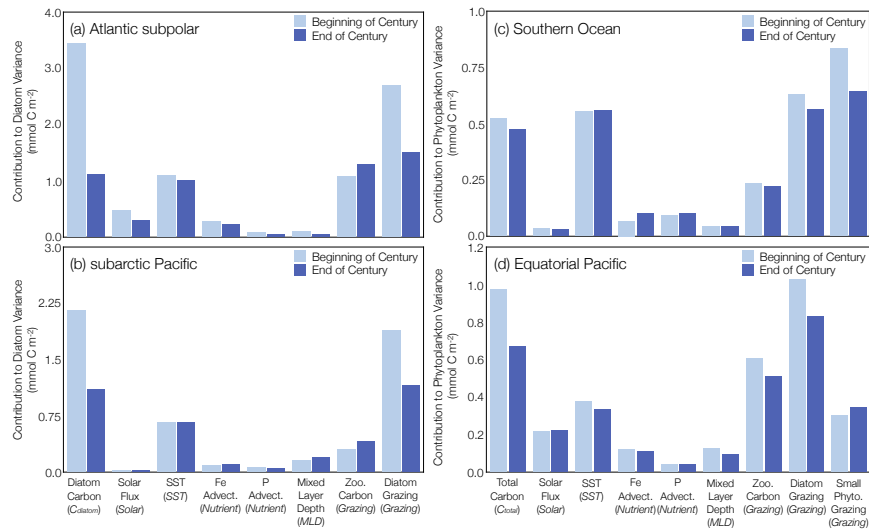 (a) Atlantic subpolar
Beginning of Century
End of Century
Contribution to Diatom Variance
(mmol C m⁻²)
4.0
3.0
2.0
1.0
0.0
(c) Southern Ocean
Beginning of Century
End of Century
Contribution to Phytoplankton Variance
(mmol C m⁻²)
1.0
0.75
0.5
0.25
0.0
(b) subarctic Pacific
Beginning of Century
End of Century
Contribution to Diatom Variance
(mmol C m⁻²)
3.0
2.25
1.5
0.75
0.0
Diatom
Carbon
(Cdiatom)
Solar
Flux
(Solar)
SST
(SST)
Fe
Advect.
(Nutrient)
P
Advect.
(Nutrient)
Mixed
Layer
Depth
(MLD)
Zoo.
Carbon
(Grazing)
Diatom
Grazing
(Grazing)
(d) Equatorial Pacific
Beginning of Century
End of Century
Contribution to Phytoplankton Variance
(mmol C m⁻²)
1.2
1.0
0.8
0.6
0.4
0.2
0.0
Total
Carbon
(Ctotal)
Solar
Flux
(Solar)
SST
(SST)
Fe
Advect.
(Nutrient)
P
Advect.
(Nutrient)
Mixed
Layer
Depth
(MLD)
Zoo.
Carbon
(Grazing)
Diatom
Grazing
(Grazing)
Small
Phyto.
Grazing
(Grazing)